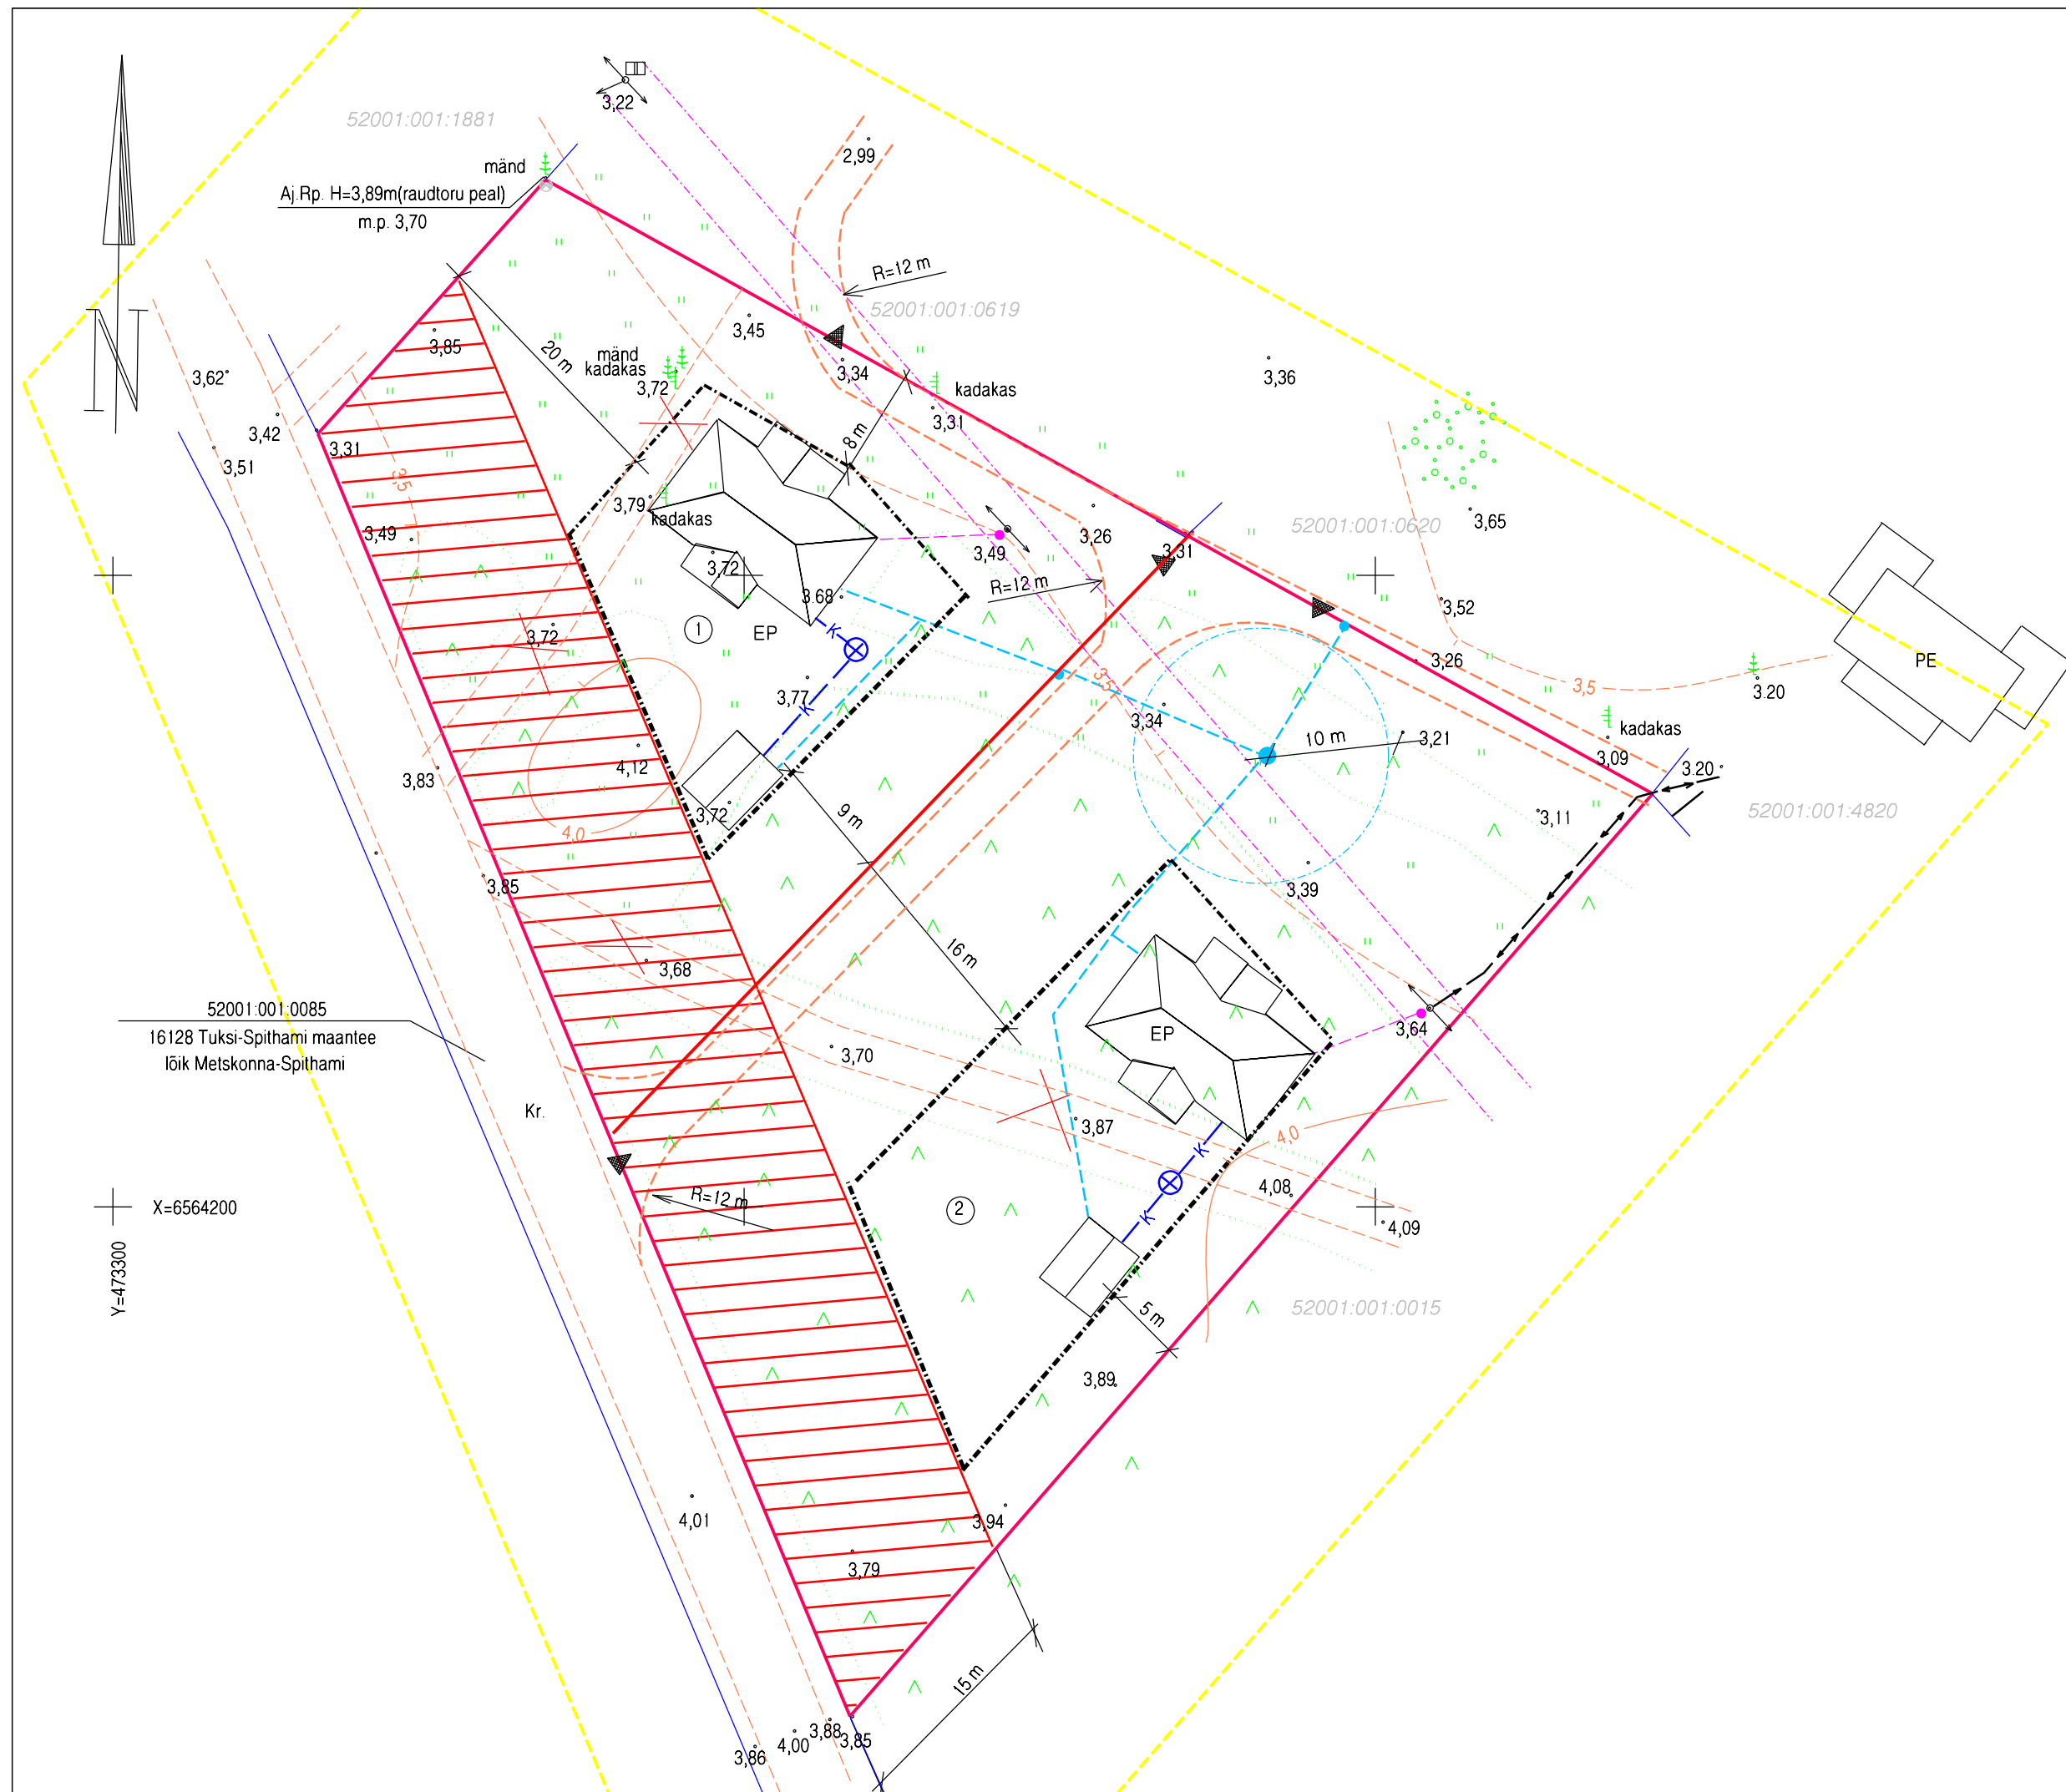 3,22
52001:001:1881
mänd
2,99
Aj.Rp. H=3,89m(raudtoru peal)
m.p. 3,70
R=12 m
52001:001:0619
3,45
3,85
20 m
mänd
kadakas
3,34
3,36
3,62
3,72
kadakas
8 m
3,31
3,42
3,31
3,51
3,5
3,79
kadakas
3,49
3,26
52001:001:0620
3,65
3,49
3,31
3,72
R=12 m
3.68
3,52
1
EP
3,72
K
3,26
PE
3,5
3,5
3.20
3,77
K
3,34
kadakas
10 m
3,21
3,09
3.20
4,12
3,83
9 m
4,0
3,72
3,11
52001:001:4820
3,85
3,39
16 m
3,68
52001:001:0085
16128 Tuksi-Spithami maantee
lõik Metskonna-Spithami
3,70
EP
3,64
Kr.
3,87
4,0
K
R=12 m
4,08
X=6564200
2
K
4,09
Y=473300
5 m
52001:001:0015
3,89
4,01
3,94
3,79
15 m
3,88
3,85
4,00
3,86
N